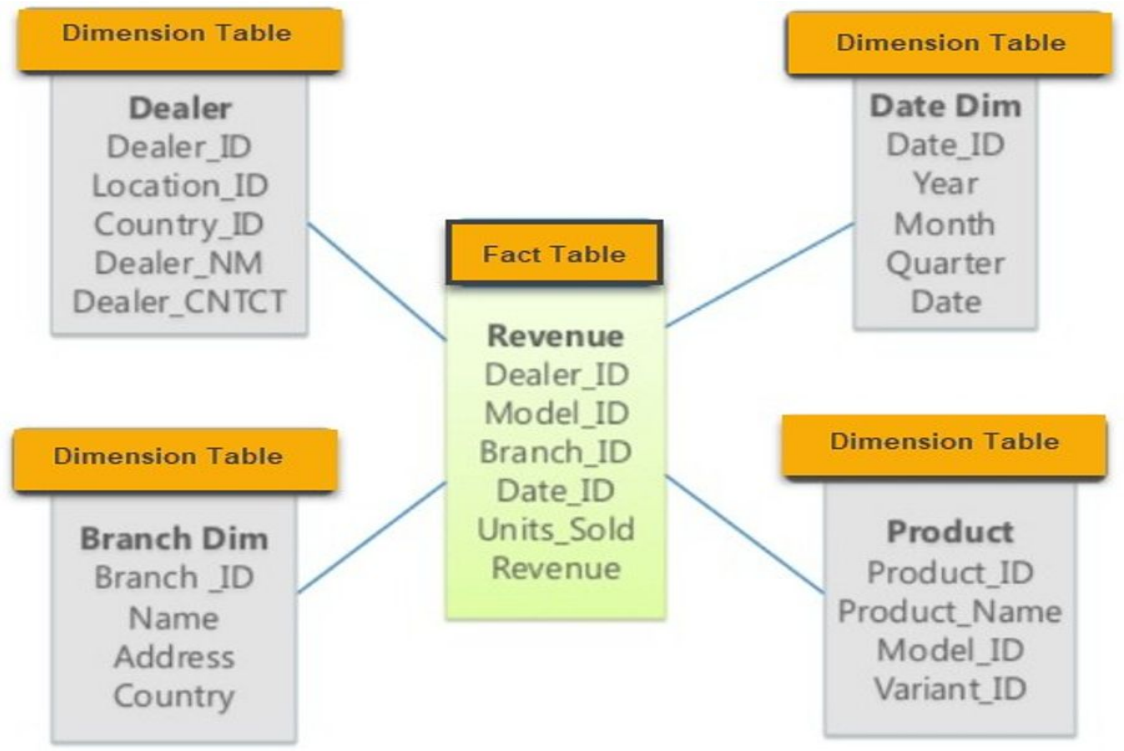 Dimension Table
Dealer
Dealer_ID
Location_ID
Country_ID
Dealer_NM
Dealer_CNTCT
Dimension Table
Date Dim
Date_ID
Year
Month
Quarter
Date
Fact Table
Revenue
Dealer_ID
Model_ID
Branch_ID
Date_ID
Units_Sold
Revenue
Dimension Table
Branch Dim
Branch _ID
Name
Address
Country
Dimension Table
Product
Product_ID
Product_Name
Model_ID
Variant_ID